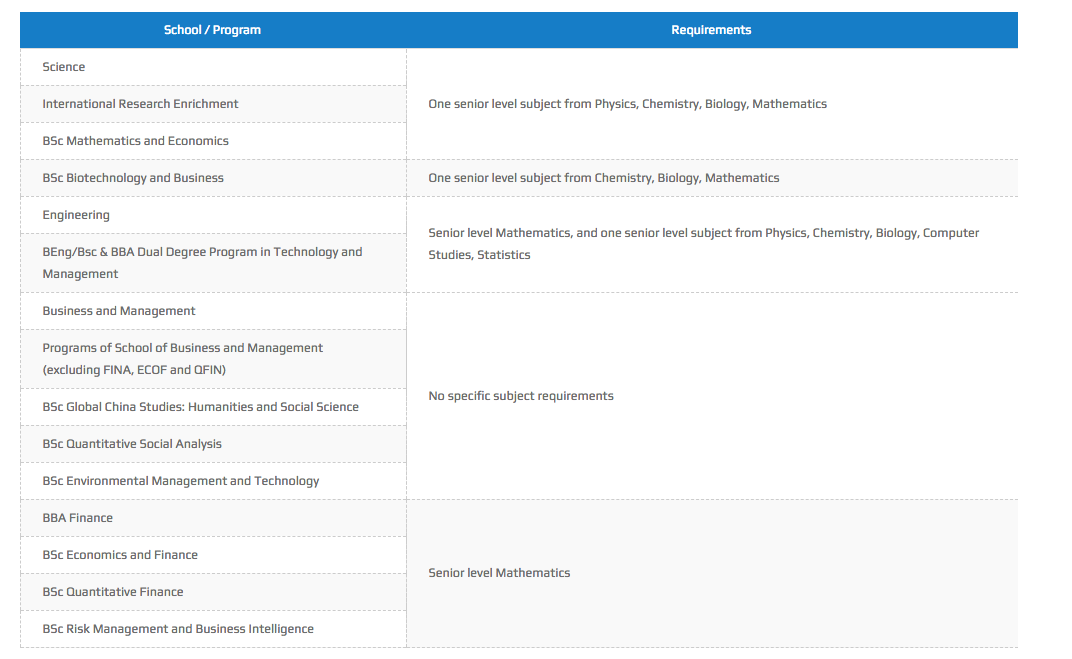 School / Program
Requirements
Science
International Research Enrichment
One senior level subject from Physics, Chemistry, Biology, Mathematics
BSc Mathematics and Economics
BSc Biotechnology and Business
One senior level subject from Chemistry, Biology, Mathematics
Engineering
Senior level Mathematics, and one senior level subject from Physics, Chemistry, Biology, Computer
Studies, Statistics
BEng/Bsc & BBA Dual Degree Program in Technology and
Management
Business and Management
Programs of School of Business and Management
(excluding FINA, ECOF and QFIN)
No specific subject requirements
BSc Global China Studies: Humanities and Social Science
BSc Quantitative Social Analysis
BSc Environmental Management and Technology
BBA Finance
BSc Economics and Finance
Senior level Mathematics
BSc Quantitative Finance
BSc Risk Management and Business Intelligence